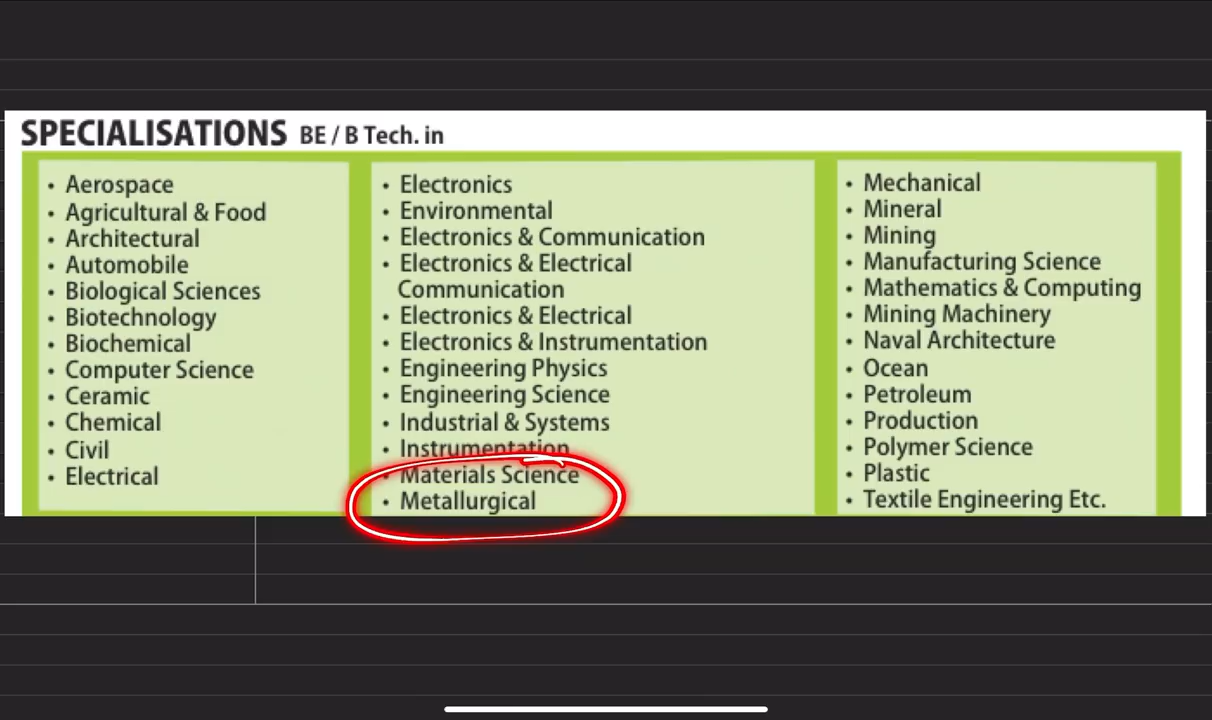 SPECIALISATIONS BE / B Tech. in
• Aerospace
• Agricultural & Food
• Architectural
• Automobile
• Biological Sciences
• Biotechnology
• Biochemical
• Computer Science
• Ceramic
• Chemical
• Civil
• Electrical
• Electronics
• Environmental
• Electronics & Communication
• Electronics & Electrical
Communication
• Electronics & Electrical
• Electronics & Instrumentation
• Engineering Physics
• Engineering Science
• Industrial & Systems
• Instrumentation
• Materials Science
• Metallurgical
• Mechanical
• Mineral
• Mining
• Manufacturing Science
• Mathematics & Computing
• Mining Machinery
• Naval Architecture
• Ocean
• Petroleum
• Production
• Polymer Science
• Plastic
• Textile Engineering Etc.